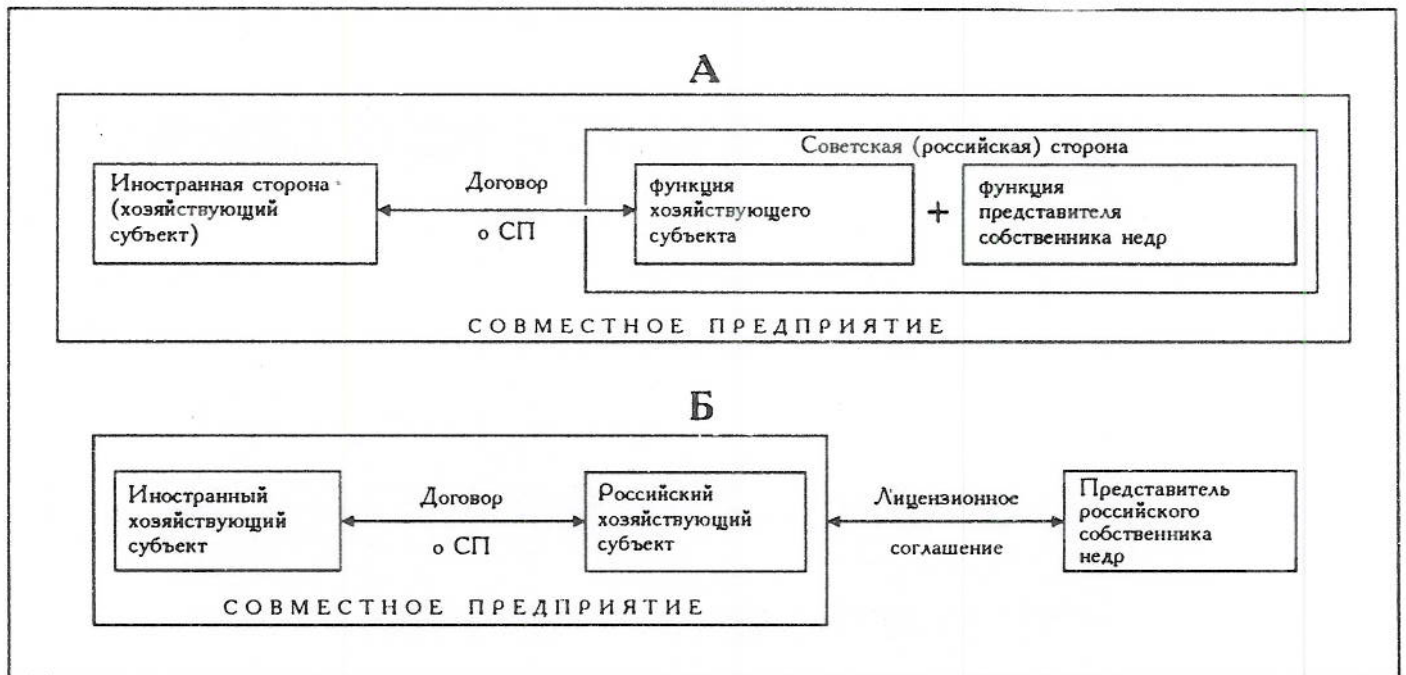 А
Советская (российская) сторона
Иностранная сторона
(хозяйствующий
субъект)
Договор
о СП
функция
хозяйствующего
субъекта
+
функция
представителя
собственника недр
СОВМЕСТНОЕ ПРЕДПРИЯТИЕ
Б
Иностранный
хозяйствующий
субъект
Договор
о СП
Российский
хозяйствующий
субъект
Лицензионное
соглашение
Представитель
российского
собственника
недр
СОВМЕСТНОЕ ПРЕДПРИЯТИЕ